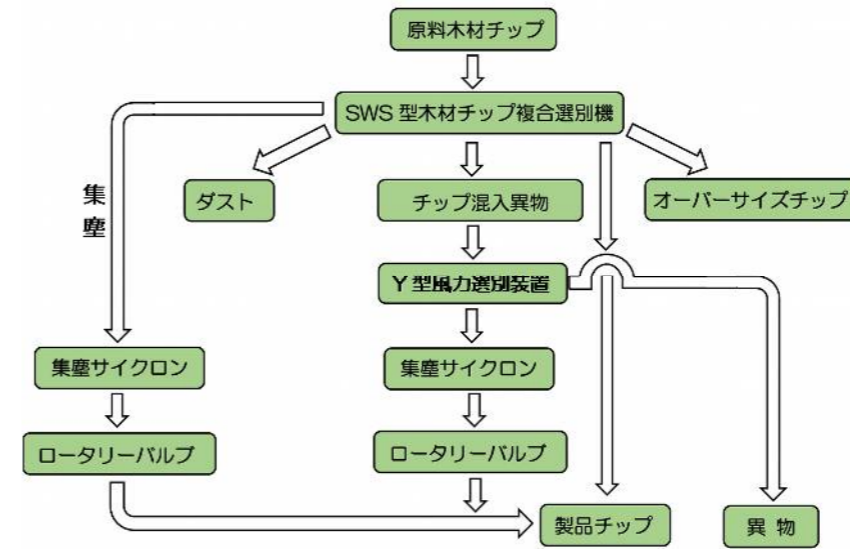 原料木材チップ
SWS 型木材チップ複合選別機
集塵
ダスト
チップ混入異物
オーバーサイズチップ
Y 型風力選別装置
集塵サイクロン
集塵サイクロン
ロータリーバルブ
ロータリーバルブ
製品チップ
異 物